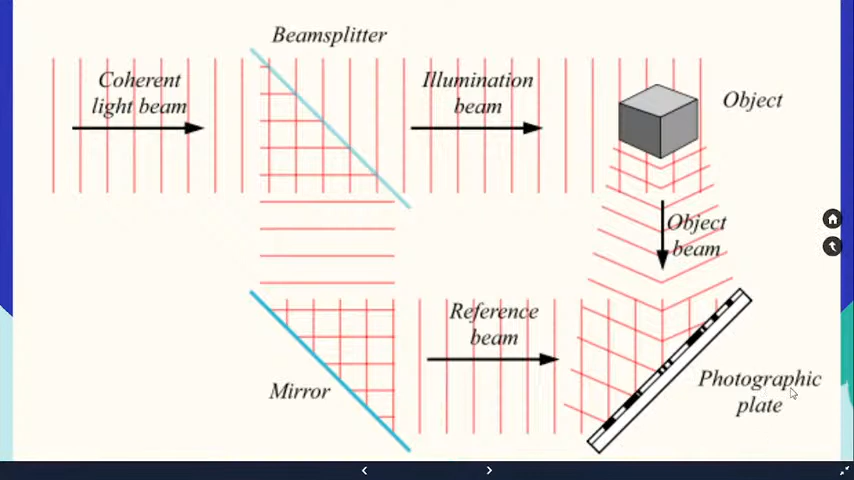 Beamsplitter
Coherent
light beam
Illumination
beam
Object
Object
beam
Reference
beam
Mirror
Photographic
plate